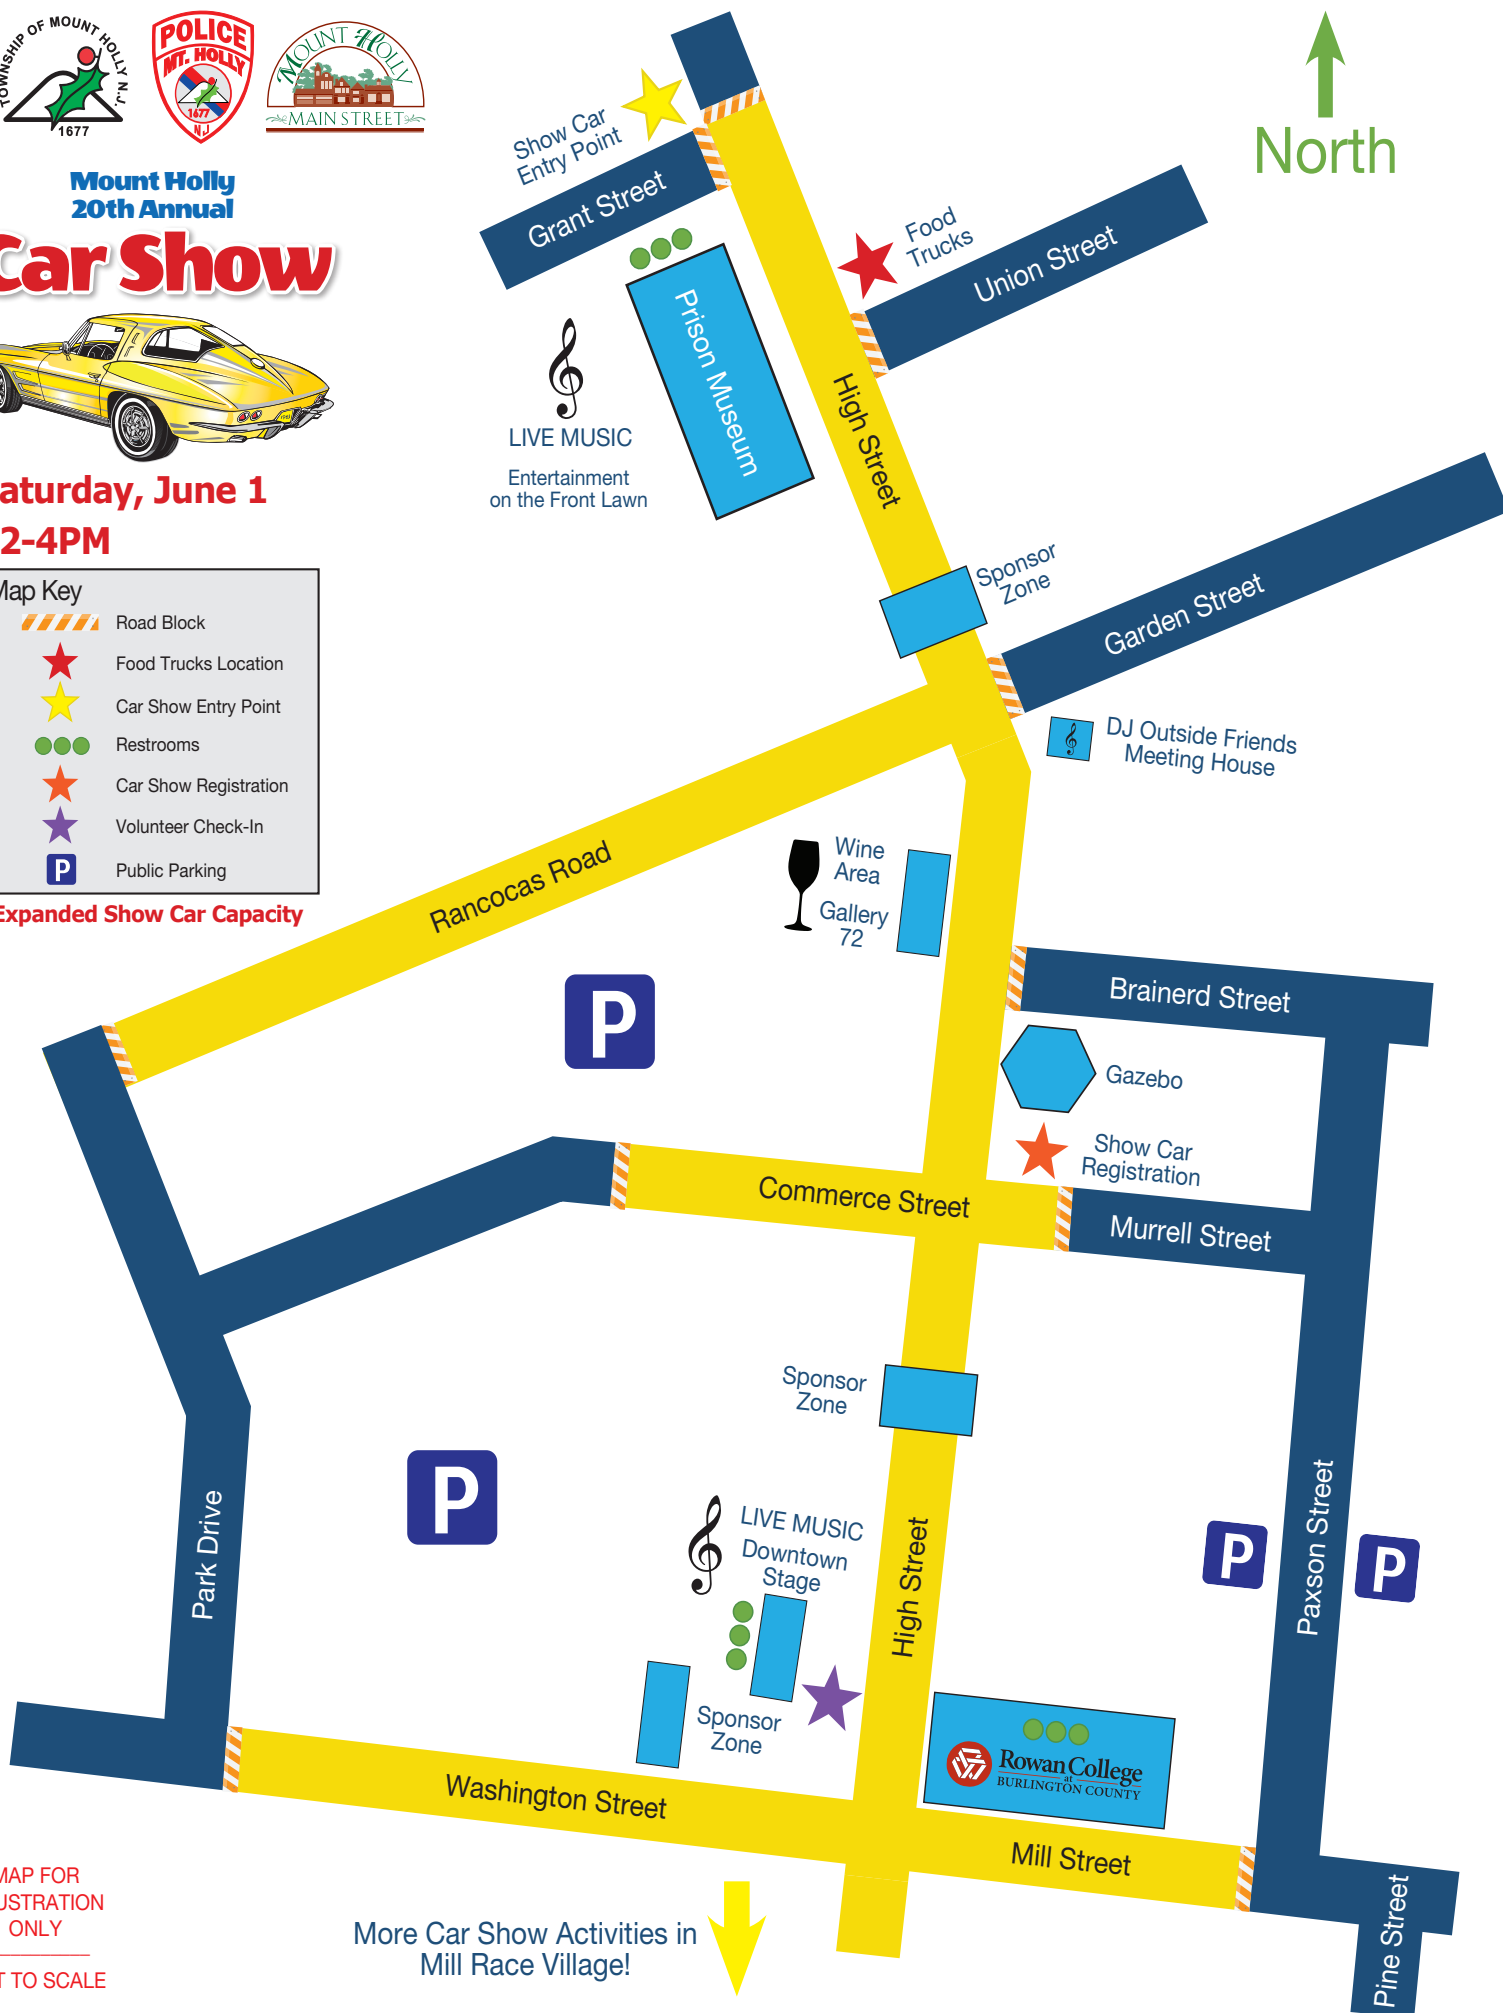 TOWNSHIP OF MOUNT HOLLY N.J.
1677
POLICE
MT. HOLLY
1677
NJ
MOUNT HOLLY
MAIN STREET
Mount Holly
20th Annual
Car Show
aturday, June 1
2-4PM
Map Key
Road Block
Food Trucks Location
Car Show Entry Point
Restrooms
Car Show Registration
Volunteer Check-In
P
Public Parking
Expanded Show Car Capacity
North
Show Car
Entry Point
Grant Street
Food
Trucks
Union Street
Prison Museum
High Street
LIVE MUSIC
Entertainment
on the Front Lawn
Sponsor
Zone
Garden Street
DJ Outside Friends
Meeting House
Rancocas Road
Wine
Area
Gallery
72
P
Brainerd Street
Gazebo
Show Car
Registration
Commerce Street
Murrell Street
Sponsor
Zone
P
Park Drive
LIVE MUSIC
Downtown
Stage
High Street
P
Paxson Street
P
Sponsor
Zone
Rowan College
at
BURLINGTON COUNTY
Washington Street
Mill Street
Pine Street
MAP FOR
USTRATION
ONLY
T TO SCALE
More Car Show Activities in
Mill Race Village!